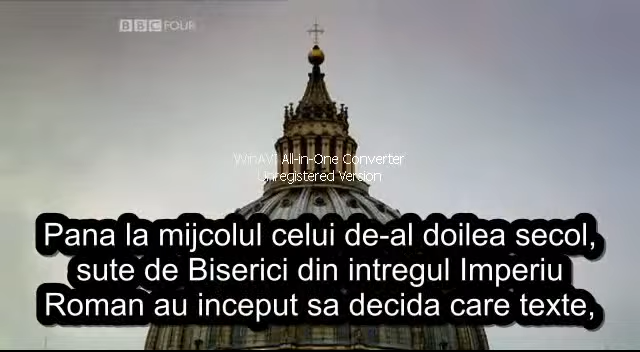 BBC FOUR
WinAVI All-in-One Converter
Unregistered Version
Pana la mijcolul celui de-al doilea secol,
sute de Biserici din intregul Imperiu
Roman au inceput sa decida care texte,